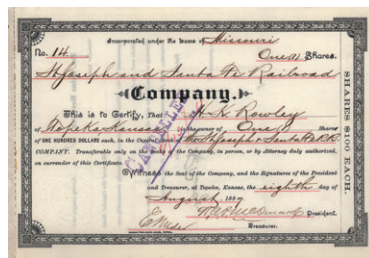 Incorporated under the Laws of Missouri
No. 14
One (1) Shares.
St Joseph and Santa Fe Railroad
Company.
This is to Certify, That H. K. Rowley
of Topeka Kansas is the owner of One Shares
of ONE HUNDRED DOLLARS each, in the Capital Stock of the St Joseph & Santa Fe RR
COMPANY. Transferable only on the Books of the Company, in person, or by Attorney duly authorized,
on surrender of this Certificate.
Witness the Seal of the Company, and the Signatures of the President
and Treasurer, at Topeka, Kansas, the eighth day of
August, 188
President.
E Wilder
Treasurer.
SHARES $100 EACH.
CANCELLED